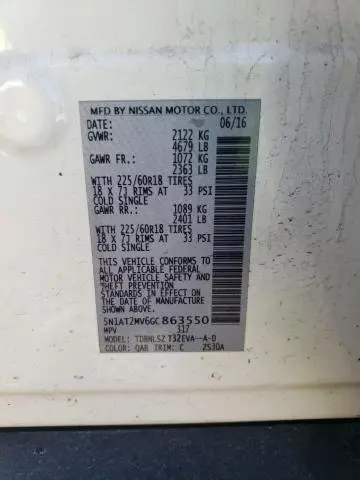 MFD BY NISSAN MOTOR CO., LTD.
DATE: 06/16
GVWR: 2122 KG
4679 LB
GAWR FR.: 1072 KG
2363 LB
WITH 225/60R18 TIRES
18 X 7J RIMS AT 33 PSI
COLD SINGLE
GAWR RR.: 1089 KG
2401 LB
WITH 225/60R18 TIRES
18 X 7J RIMS AT 33 PSI
COLD SINGLE
THIS VEHICLE CONFORMS TO ALL
APPLICABLE FEDERAL MOTOR
MOTOR VEHICLE SAFETY AND
THEFT PREVENTION
STANDARDS IN EFFECT ON THE
DATE OF MANUFACTURE SHOWN ABOVE
5N1AT2MV6GC863550
MPV 317
MODEL: TDBNLSZ T32EVA--A-D
COLOR: QAB TRIM: C 2S30A